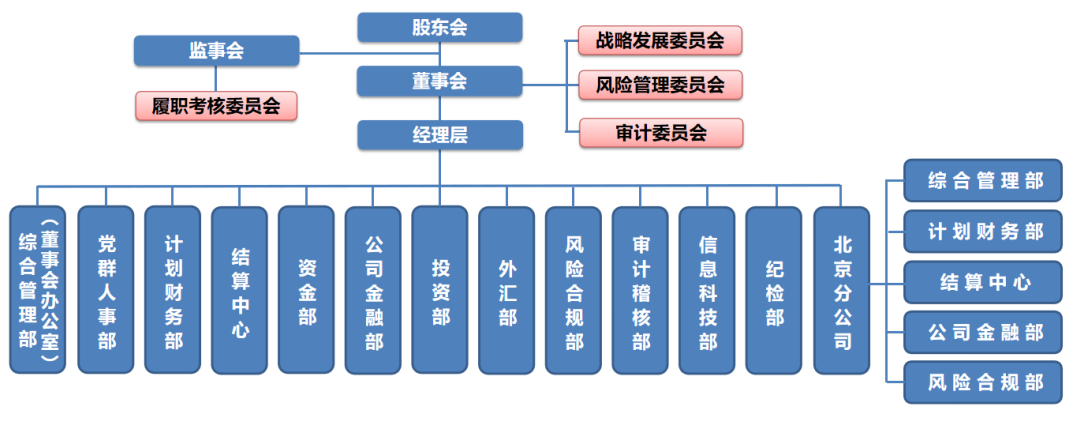 股东会
监事会
战略发展委员会
董事会
风险管理委员会
履职考核委员会
经理层
审计委员会
综合管理部
（董事会办公室）
党群人事部
计划财务部
结算中心
资金部
公司金融部
投资部
外汇部
风险合规部
审计稽核部
信息科技部
纪检部
北京分公司
综合管理部
计划财务部
结算中心
公司金融部
风险合规部